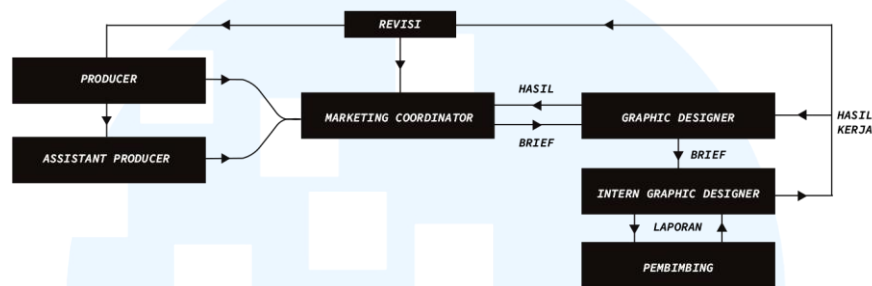 REVISI
PRODUCER
HASIL
MARKETING COORDINATOR
GRAPHIC DESIGNER
HASIL
KERJA
BRIEF
ASSISTANT PRODUCER
BRIEF
INTERN GRAPHIC DESIGNER
LAPORAN
PEMBIMBING